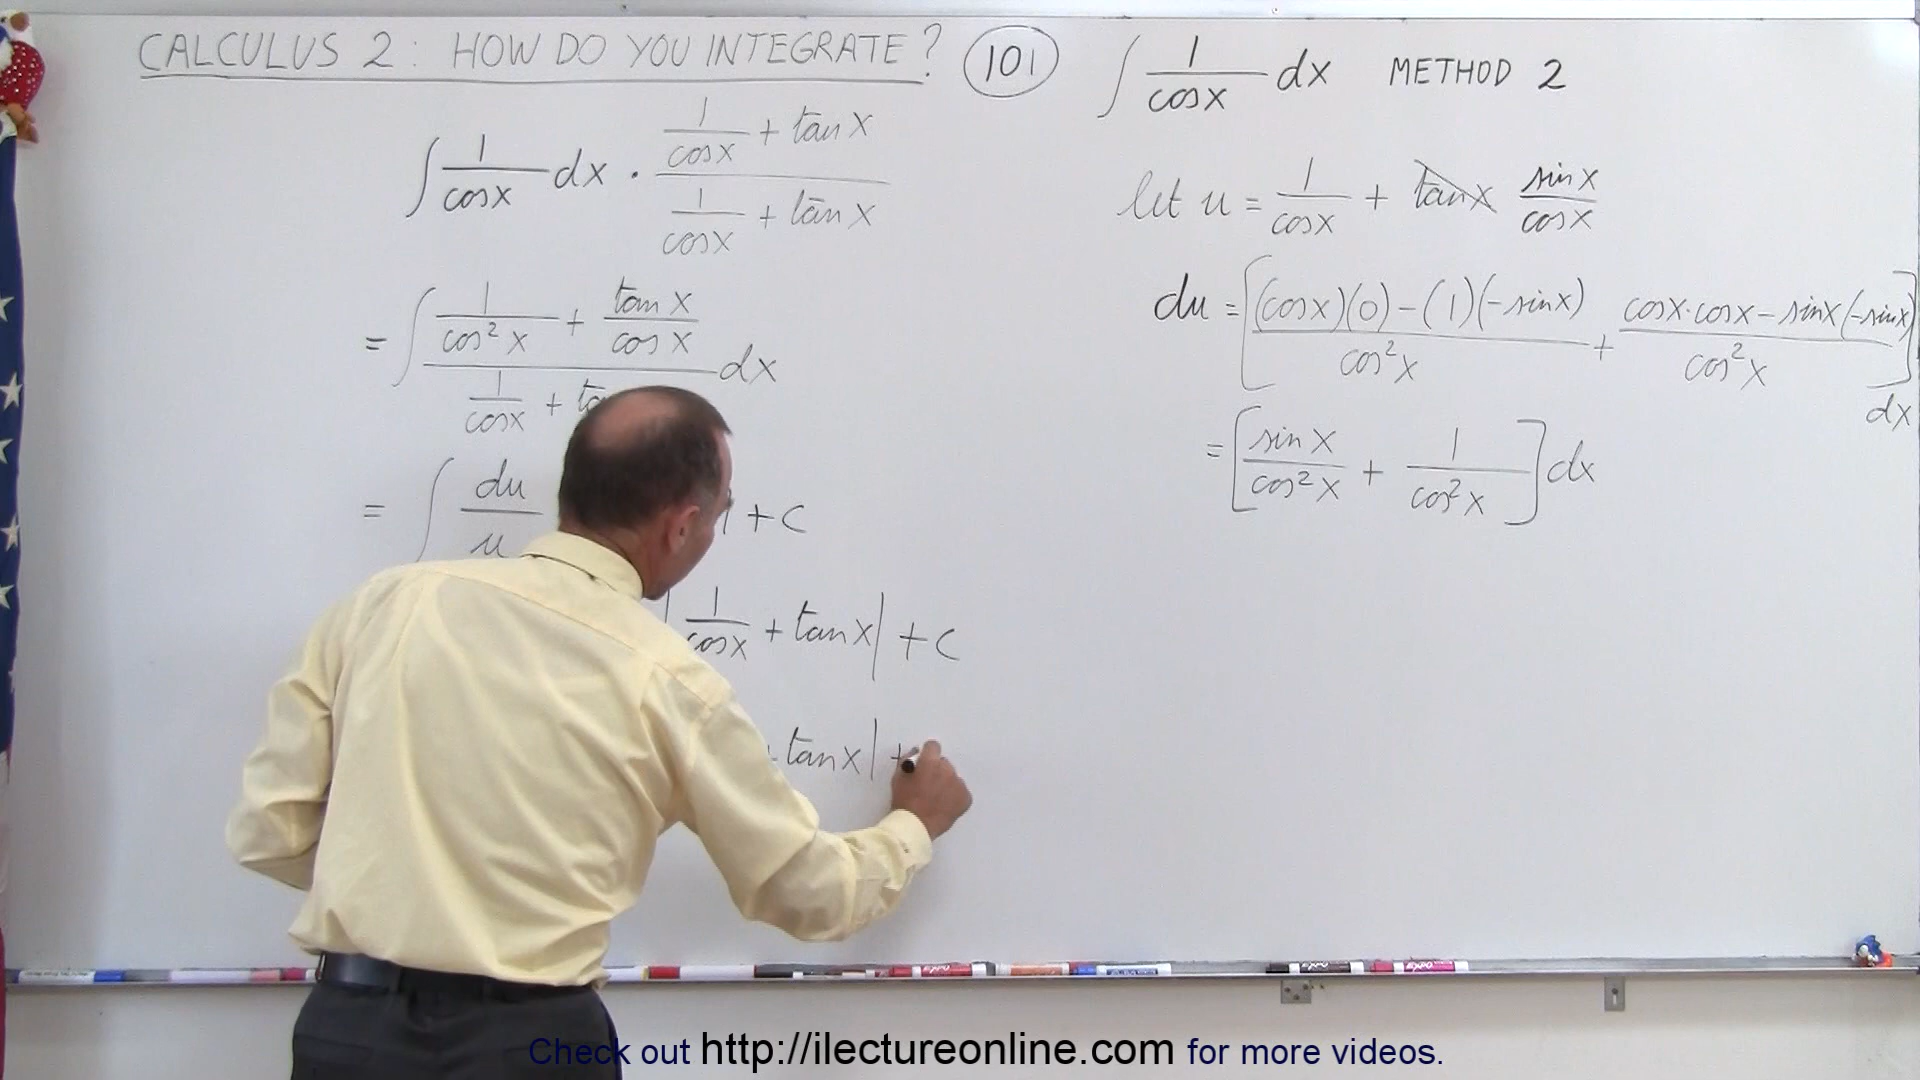 CALCULUS 2 : HOW DO YOU INTEGRATE? 101
∫ 1/cosx dx · (1/cosx + tanx)/(1/cosx + tanx)
= ∫ (1/cos²x + tanx/cosx)/(1/cosx + ta dx
= ∫ du/u + C
| 1/cosx + tanx | + C
+ tanx | +
∫ 1/cosx dx METHOD 2
let u = 1/cosx + tanx sinx/cosx
du = [ (cosx)(0) - (1)(-sinx)/cos²x + cosx·cosx - sinx(-sinx)/cos²x ] dx
= [ sinx/cos²x + 1/cos²x ] dx
Check out http://ilectureonline.com for more videos.